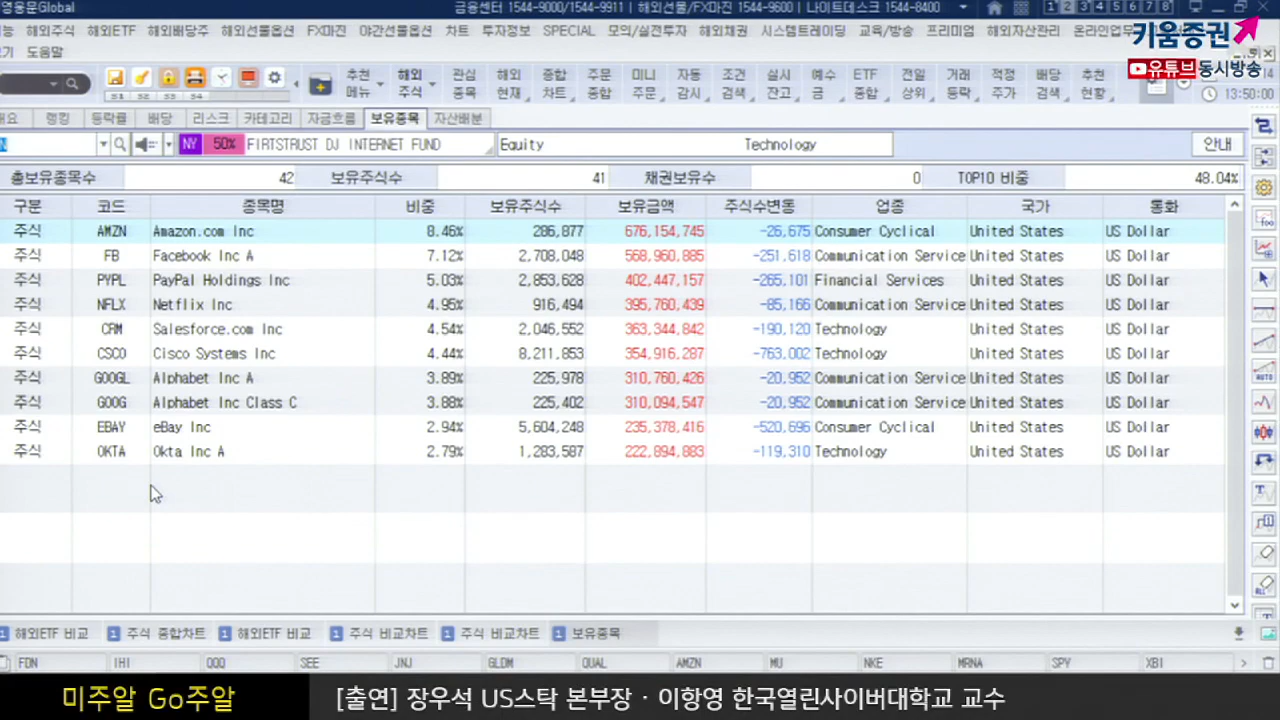 영웅문Global 금융센터 1544-9000/1544-9911 | 해외선물/FX마진 1544-9600 | 나이트데스크 1544-8400 1 2 3 4 5 6 7 8
해외주식 해외ETF 해외배당주 해외선물옵션 FX마진 야간선물옵션 차트 투자정보 SPECIAL 모의/실전투자 해외채권 시스템트레이딩 교육/방송 프리미엄 해외자산관리 온라인업무
키움증권
도움말
유튜브동시방송
S1 S2 S3 S4 추천메뉴 해외주식 관심종목 해외현재 종합차트 주문종합 미니주문 자동감시 조건검색 실시잔고 예수금 ETF종합 전일상위 거래등락 적정주가 배당검색 추천현황
13:50:00
개요 랭킹 등락률 배당 리스크 카테고리 자금흐름 보유종목 자산배분
NY 50% FIRTSTRUST DJ INTERNET FUND Equity Technology 안내
총보유종목수 42 보유주식수 41 채권보유수 0 TOP10 비중 48.04%
구분 코드 종목명 비중 보유주식수 보유금액 주식수변동 업종 국가 통화
주식 AMZN Amazon.com Inc 8.46% 286,877 676,154,745 -26,675 Consumer Cyclical United States US Dollar
주식 FB Facebook Inc A 7.12% 2,708,048 568,960,885 -251,618 Communication Service United States US Dollar
주식 PYPL PayPal Holdings Inc 5.03% 2,853,628 402,447,157 -265,101 Financial Services United States US Dollar
주식 NFLX Netflix Inc 4.95% 916,494 395,760,439 -85,166 Communication Service United States US Dollar
주식 CRM Salesforce.com Inc 4.54% 2,046,552 363,344,842 -190,120 Technology United States US Dollar
주식 CSCO Cisco Systems Inc 4.44% 8,211,853 354,916,287 -763,002 Technology United States US Dollar
주식 GOOGL Alphabet Inc A 3.89% 225,978 310,760,426 -20,952 Communication Service United States US Dollar
주식 GOOG Alphabet Inc Class C 3.88% 225,402 310,094,547 -20,952 Communication Service United States US Dollar
주식 EBAY eBay Inc 2.94% 5,604,248 235,378,416 -520,696 Consumer Cyclical United States US Dollar
주식 OKTA Okta Inc A 2.79% 1,283,587 222,894,883 -119,310 Technology United States US Dollar
1 해외ETF 비교 1 주식 종합차트 1 해외ETF 비교 1 주식 비교차트 1 주식 비교차트 1 보유종목
FDN IHI QQQ SEE JNJ GLDM QUAL AMZN MU NKE MRNA SPY XBI
미주알 Go주알 [출연] 장우석 US스탁 본부장 · 이항영 한국열린사이버대학교 교수